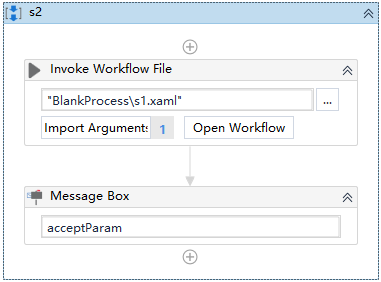 s2
Invoke Workflow File
"BlankProcess\s1.xaml"
...
Import Arguments 1 Open Workflow
Message Box
acceptParam